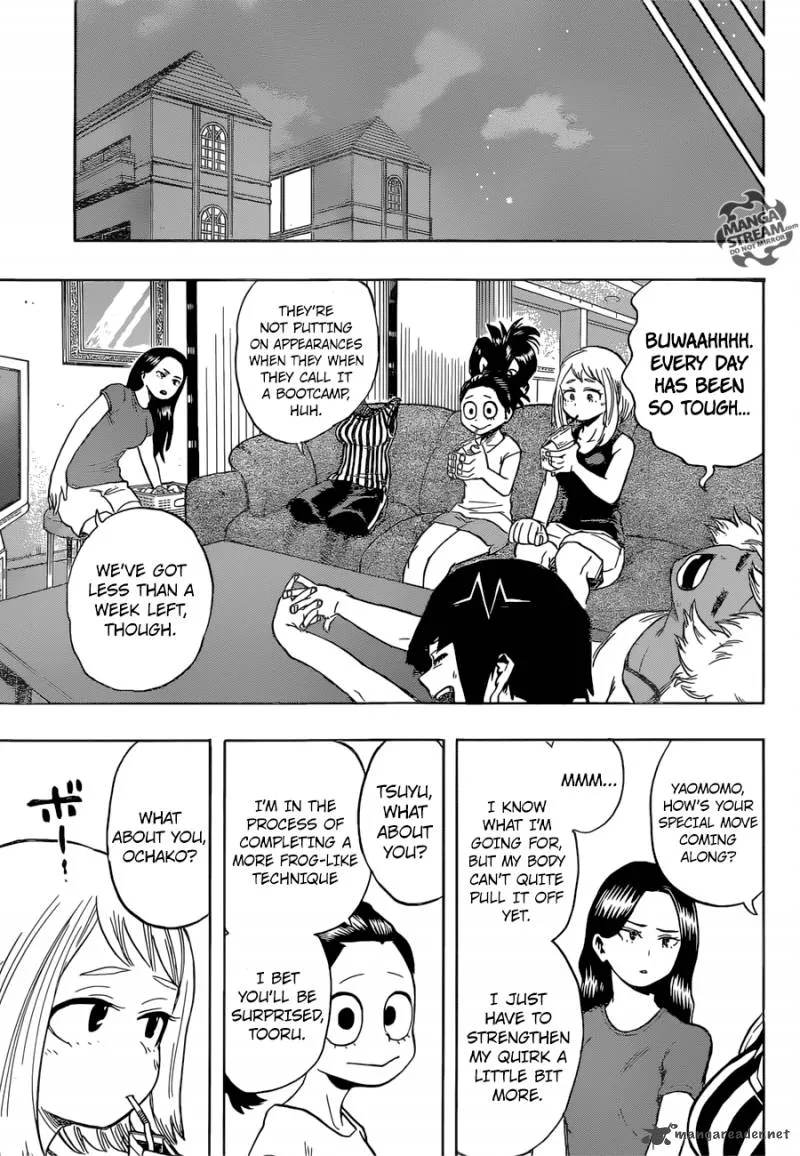 MANGA
STREAM.com
DO NOT MIRROR
BUWAAHHHH.
EVERY DAY
HAS BEEN
SO TOUGH...
THEY'RE
NOT PUTTING
ON APPEARANCES
WHEN THEY WHEN
THEY CALL IT
A BOOTCAMP,
HUH.
WE'VE GOT
LESS THAN A
WEEK LEFT,
THOUGH.
YAOMOMO,
HOW'S YOUR
SPECIAL MOVE
COMING
ALONG?
MMM...
I KNOW
WHAT I'M
GOING FOR,
BUT MY BODY
CAN'T QUITE
PULL IT OFF
YET.
I JUST
HAVE TO
STRENGTHEN
MY QUIRK A
LITTLE BIT
MORE.
TSUYU,
WHAT ABOUT
YOU?
I'M IN THE
PROCESS OF
COMPLETING A
MORE FROG-LIKE
TECHNIQUE
I BET
YOU'LL BE
SURPRISED,
TOORU.
WHAT
ABOUT YOU,
OCHAKO?
ボー…
mangareader.net